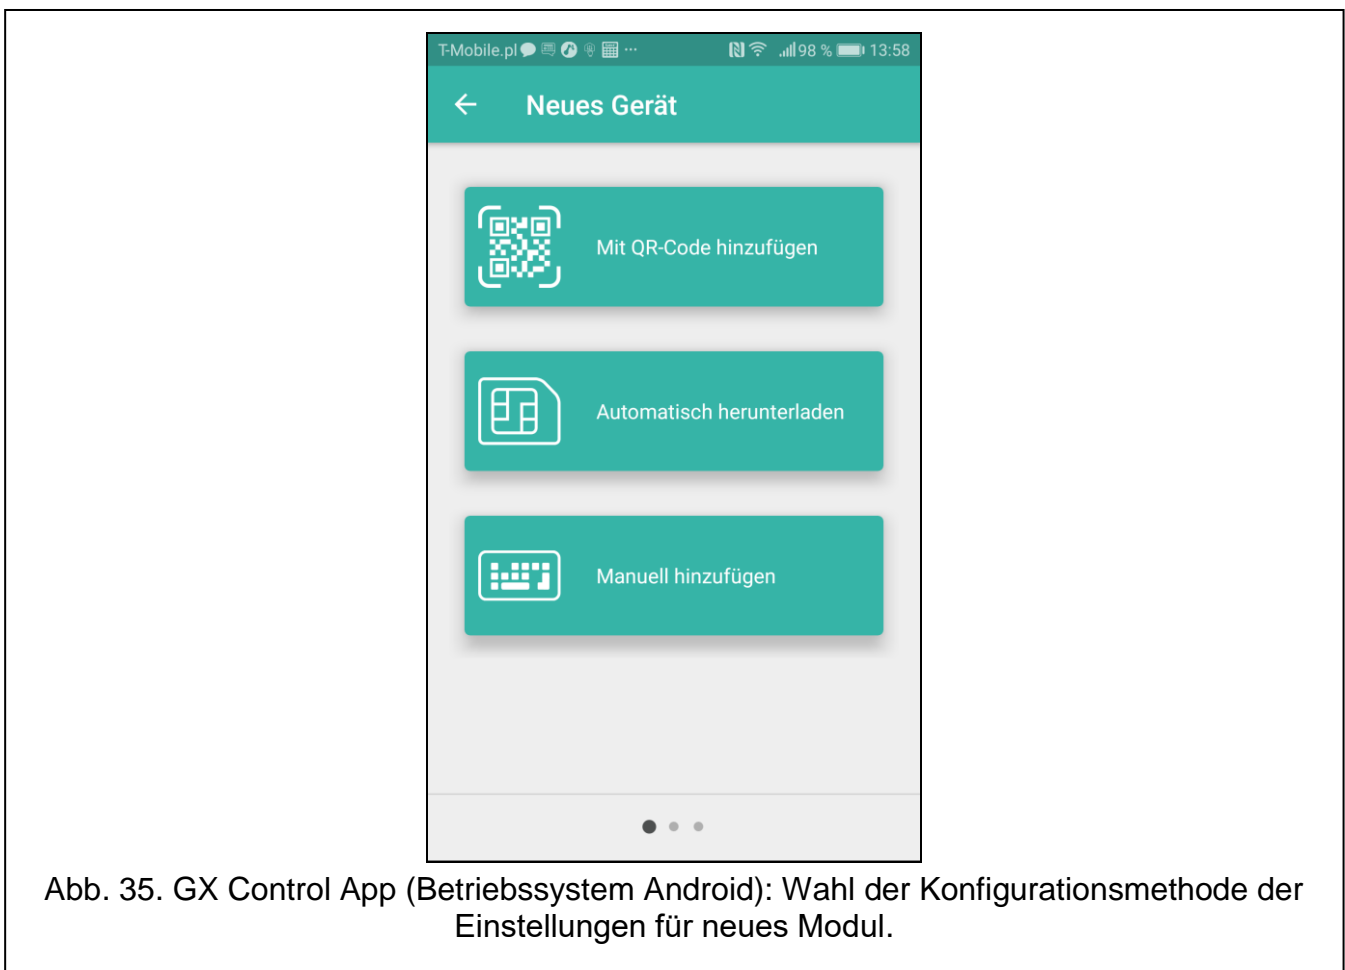 T-Mobile.pl ... 98 % 13:58
Neues Gerät
Mit QR-Code hinzufügen
Automatisch herunterladen
Manuell hinzufügen
Abb. 35. GX Control App (Betriebssystem Android): Wahl der Konfigurationsmethode der
Einstellungen für neues Modul.